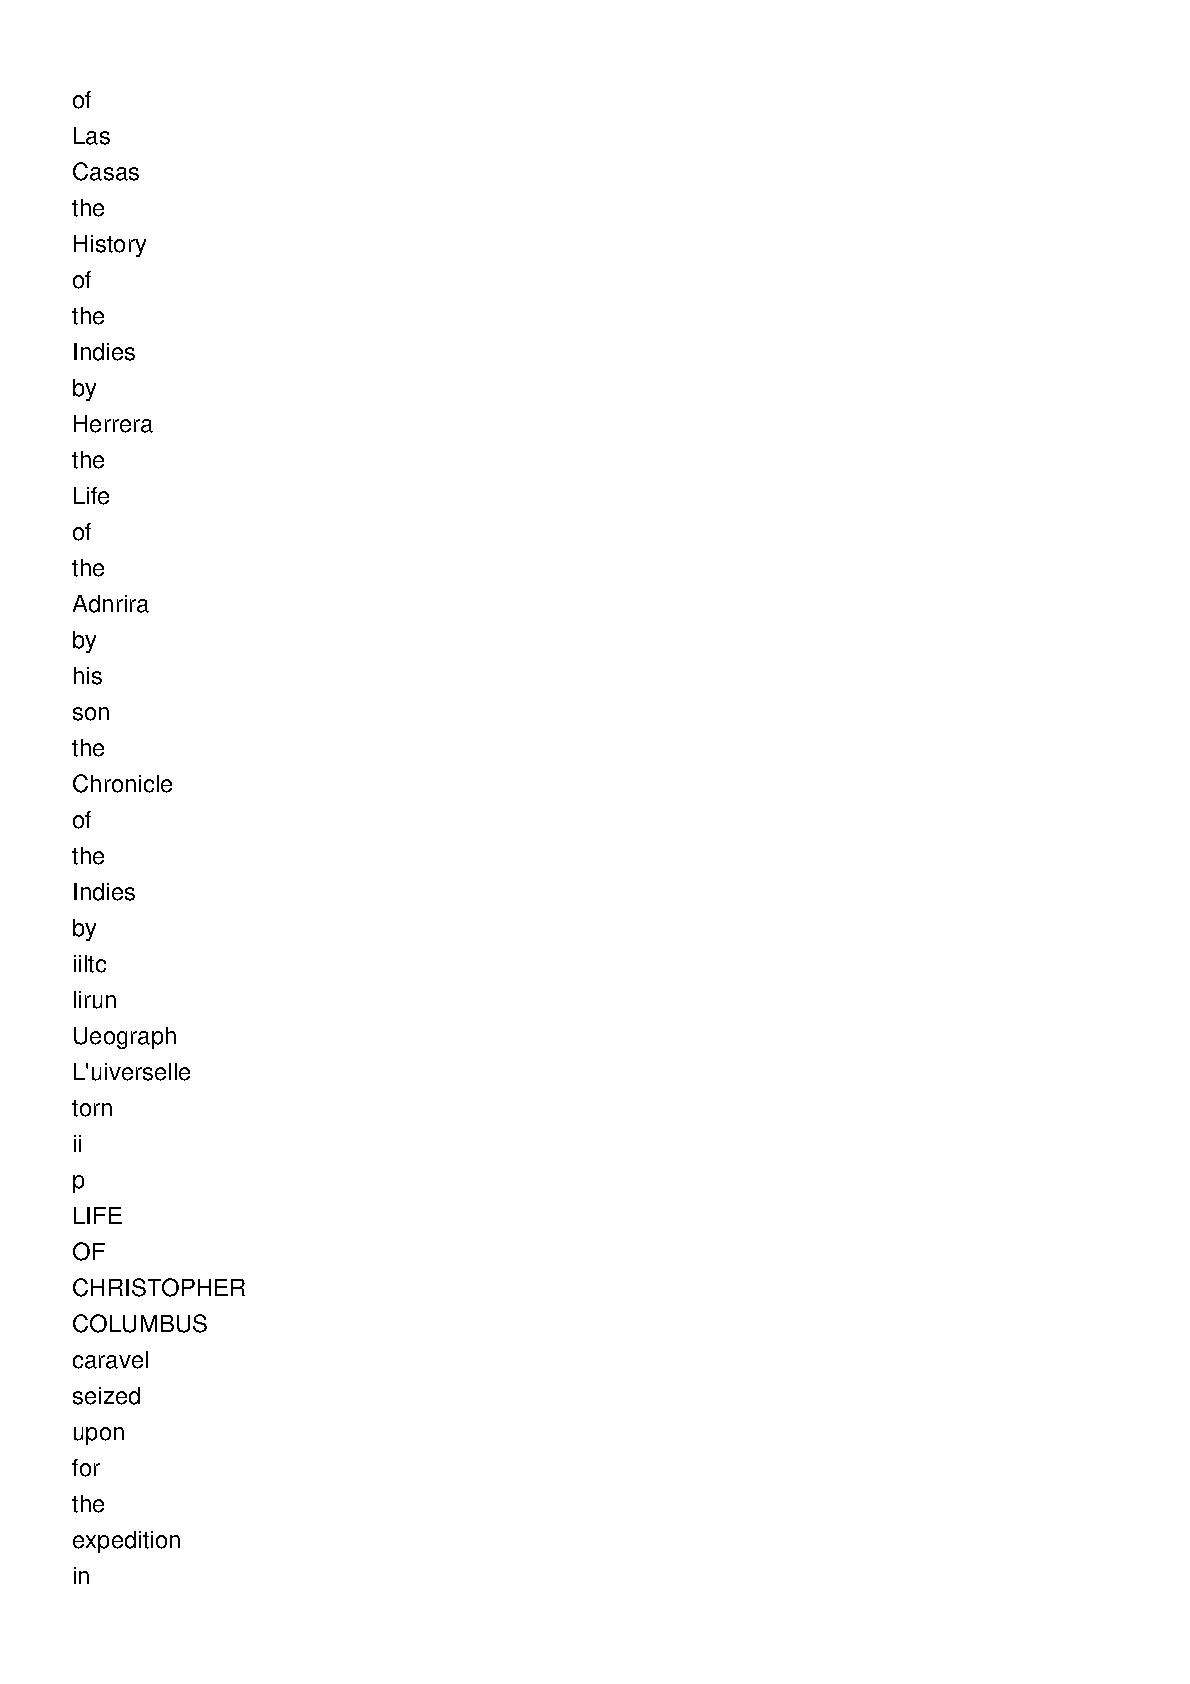 of
Las
Casas
the
History
of
the
Indies
by
Herrera
the
Life
of
the
Adnrira
by
his
son
the
Chronicle
of
the
Indies
by
iiltc
lirun
Ueograph
L'uiverselle
torn
ii
p
LIFE
OF
CHRISTOPHER
COLUMBUS
caravel
seized
upon
for
the
expedition
in